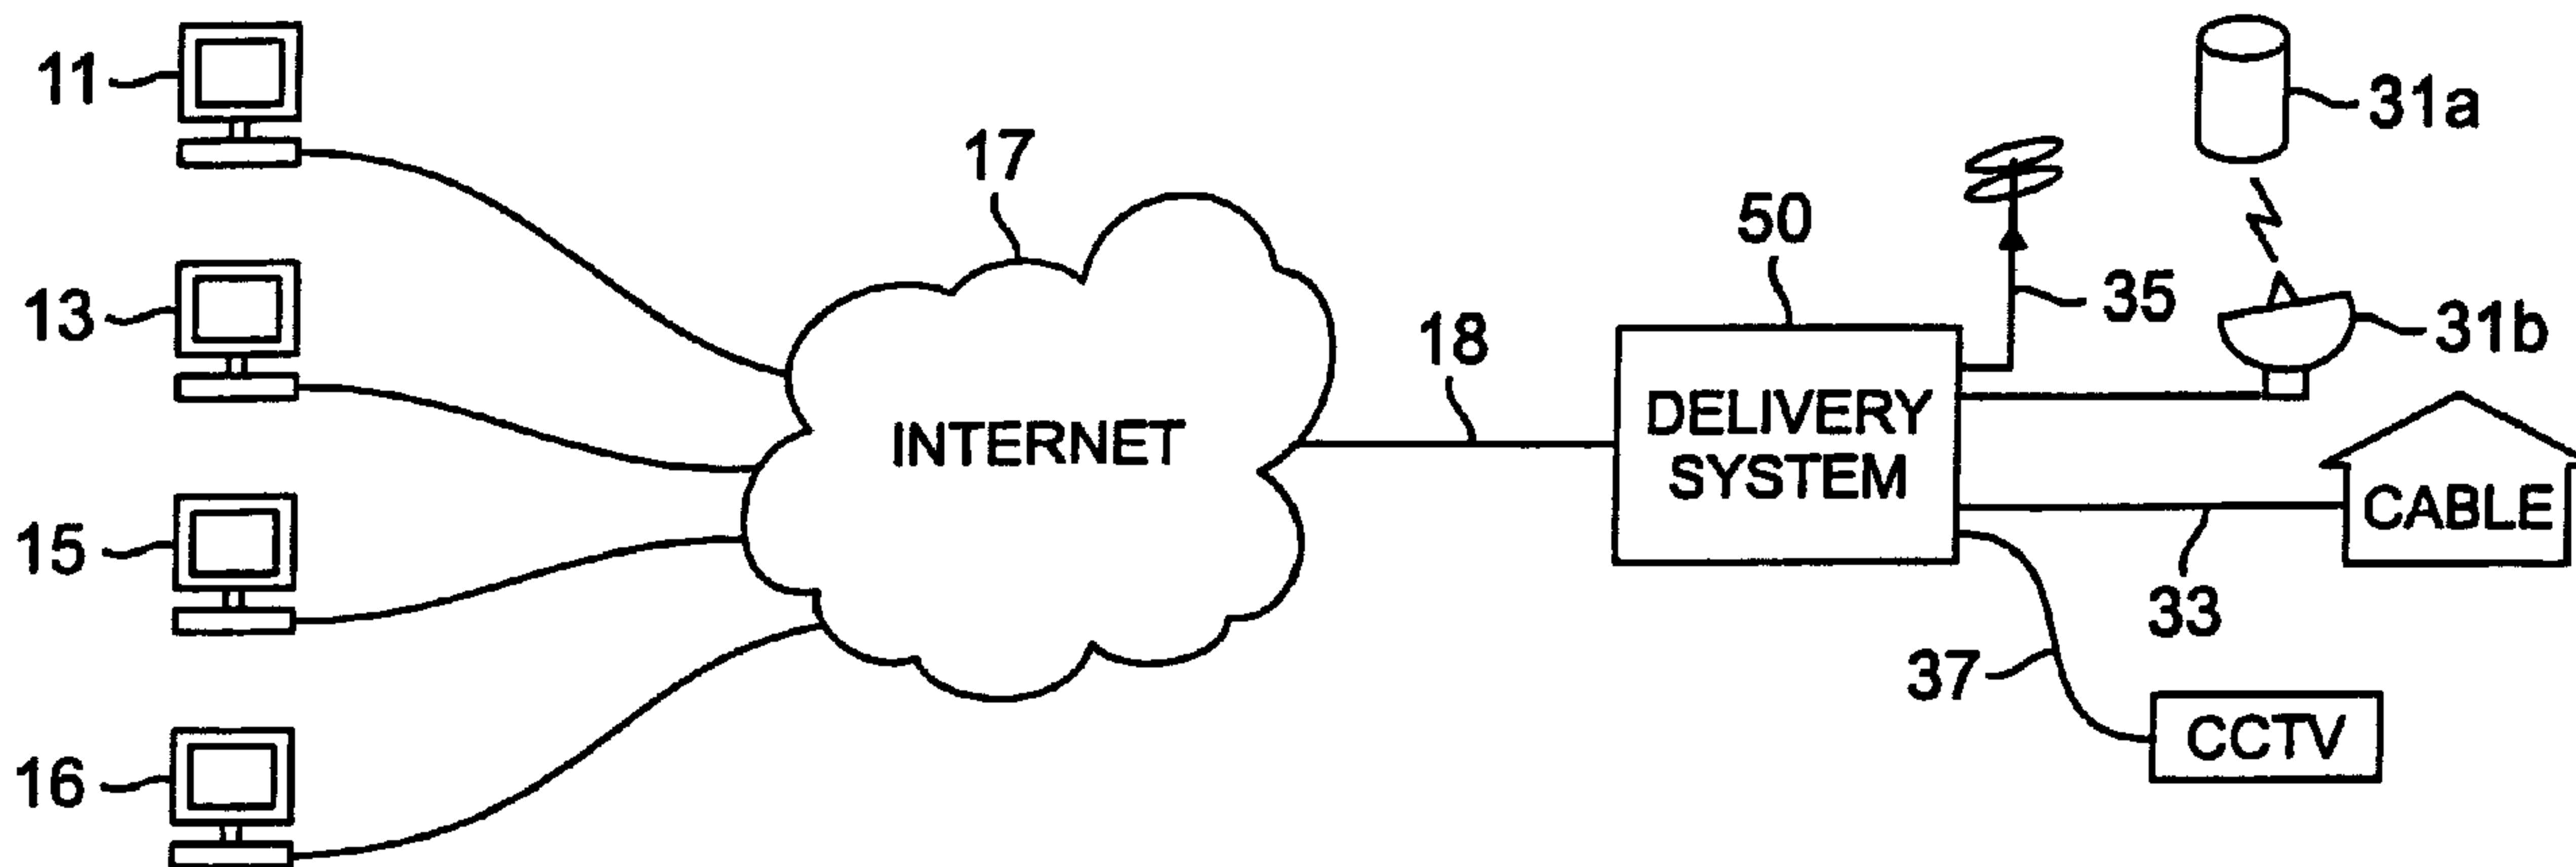 11
13
15
16
17
INTERNET
18
50
DELIVERY
SYSTEM
35
31a
31b
CABLE
33
37
CCTV